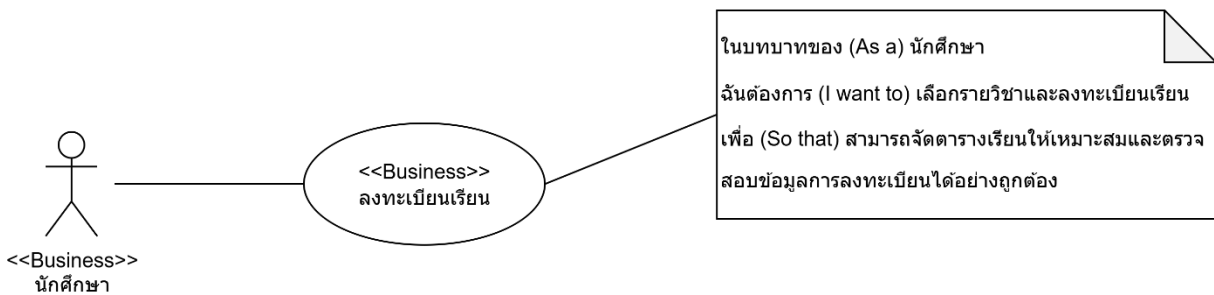 <<Business>>
นักศึกษา
<<Business>>
ลงทะเบียนเรียน
ในบทบาทของ (As a) นักศึกษา
ฉันต้องการ (I want to) เลือกรายวิชาและลงทะเบียนเรียน
เพื่อ (So that) สามารถจัดตารางเรียนให้เหมาะสมและตรวจ
สอบข้อมูลการลงทะเบียนได้อย่างถูกต้อง